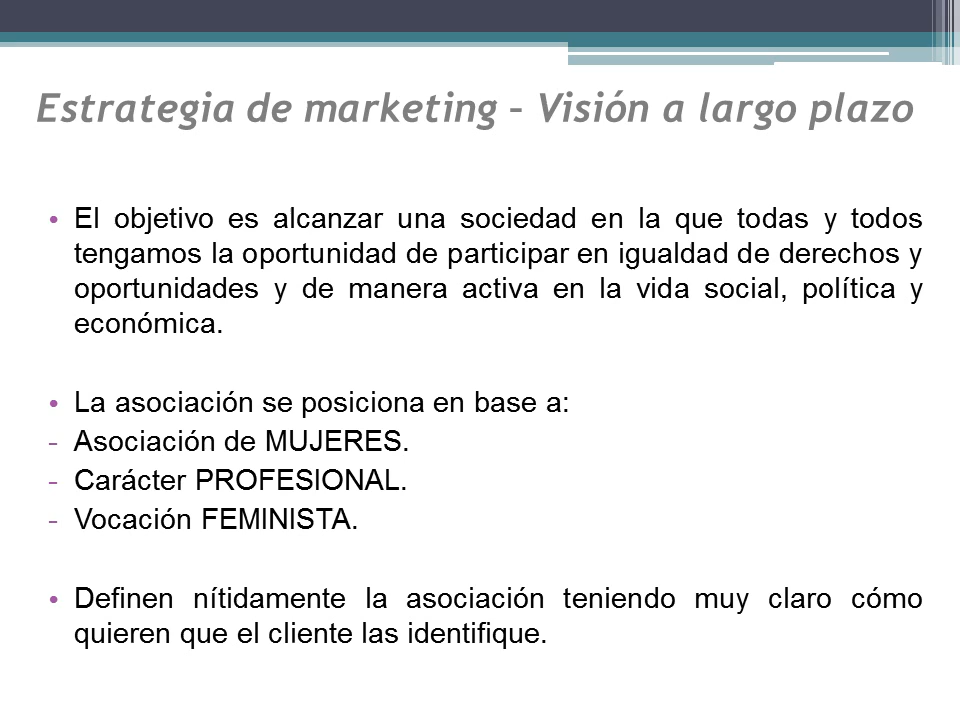 Estrategia de marketing – Visión a largo plazo
• El objetivo es alcanzar una sociedad en la que todas y todos
tengamos la oportunidad de participar en igualdad de derechos y
oportunidades y de manera activa en la vida social, política y
económica.
• La asociación se posiciona en base a:
- Asociación de MUJERES.
- Carácter PROFESIONAL.
- Vocación FEMINISTA.
• Definen nítidamente la asociación teniendo muy claro cómo
quieren que el cliente las identifique.